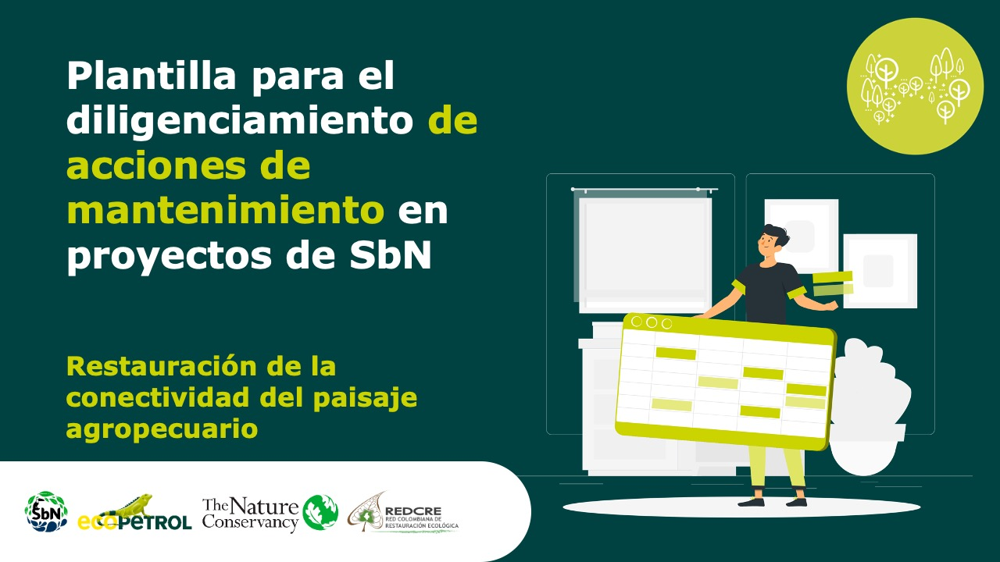 Plantilla para el
diligenciamiento de
acciones de
mantenimiento en
proyectos de SbN
Restauración de la
conectividad del paisaje
agropecuario
SbN
ecopetrol
The Nature
Conservancy
REDCRE
RED COLOMBIANA DE
RESTAURACIÓN ECOLÓGICA